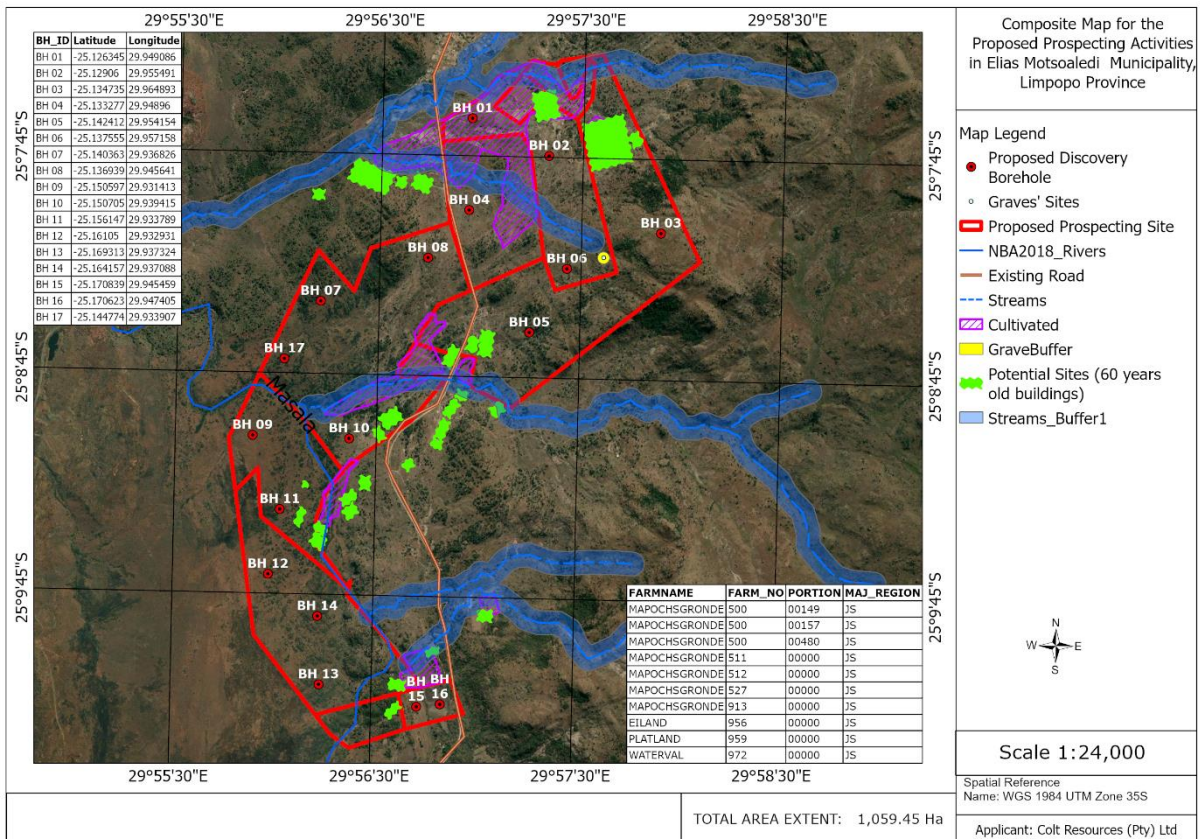 29°55'30"E 29°56'30"E 29°57'30"E 29°58'30"E
BH_ID Latitude Longitude
BH 01 -25.126345 29.949086
BH 02 -25.12906 29.955491
BH 03 -25.134735 29.964893
BH 04 -25.133277 29.94896
BH 05 -25.142412 29.954154
BH 06 -25.137555 29.957158
BH 07 -25.140363 29.936826
BH 08 -25.136939 29.945641
BH 09 -25.150597 29.931413
BH 10 -25.150705 29.939415
BH 11 -25.156147 29.933789
BH 12 -25.16105 29.932931
BH 13 -25.169313 29.937324
BH 14 -25.164157 29.937088
BH 15 -25.170839 29.945459
BH 16 -25.170623 29.947405
BH 17 -25.144774 29.933907
25°7'45"S
25°8'45"S
25°9'45"S
BH 01
BH 02
BH 04
BH 03
BH 08
BH 06
BH 07
BH 05
BH 17
Masala
BH 09
BH 10
BH 11
BH 12
BH 14
BH 13
BH
15
BH
16
25°7'45"S
25°8'45"S
25°9'45"S
FARMNAME FARM_NO PORTION MAJ_REGION
MAPOCHSGRONDE 500 00149 JS
MAPOCHSGRONDE 500 00157 JS
MAPOCHSGRONDE 500 00480 JS
MAPOCHSGRONDE 511 00000 JS
MAPOCHSGRONDE 512 00000 JS
MAPOCHSGRONDE 527 00000 JS
MAPOCHSGRONDE 913 00000 JS
EILAND 956 00000 JS
PLATLAND 959 00000 JS
WATERVAL 972 00000 JS
29°55'30"E 29°56'30"E 29°57'30"E 29°58'30"E
TOTAL AREA EXTENT: 1,059.45 Ha
Composite Map for the
Proposed Prospecting Activities
in Elias Motsoaledi Municipality,
Limpopo Province
Map Legend
Proposed Discovery
Borehole
Graves' Sites
Proposed Prospecting Site
NBA2018_Rivers
Existing Road
Streams
Cultivated
GraveBuffer
Potential Sites (60 years
old buildings)
Streams_Buffer1
N
W E
S
Scale 1:24,000
Spatial Reference
Name: WGS 1984 UTM Zone 35S
Applicant: Colt Resources (Pty) Ltd